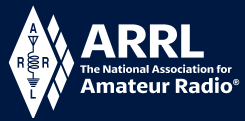 A
R R
L
ARRL
The National Association for
Amateur Radio®